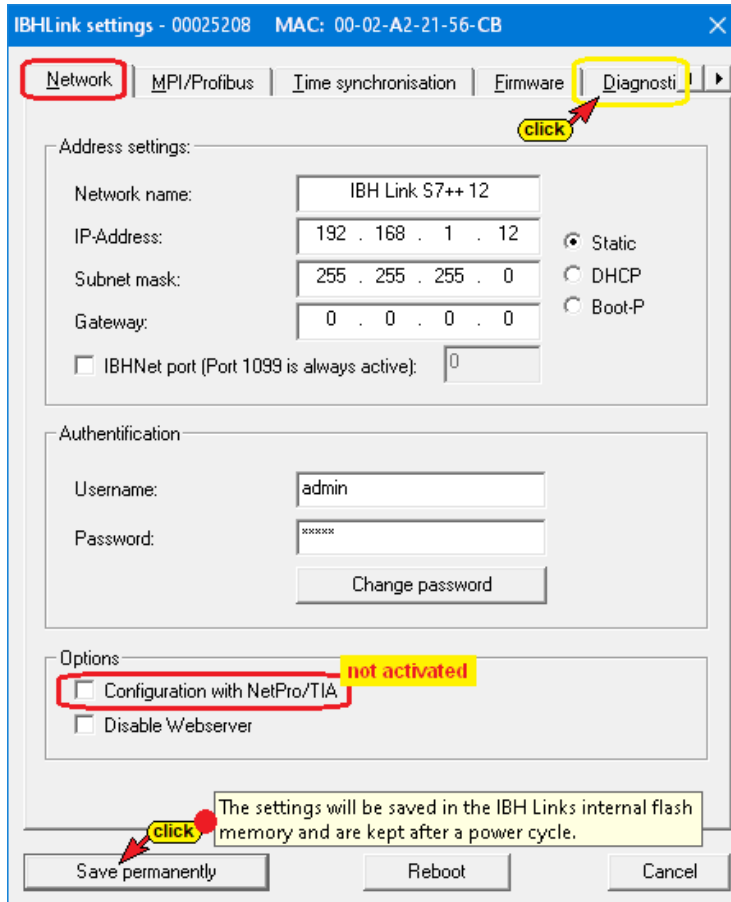 IBHLink settings - 00025208 MAC: 00-02-A2-21-56-CB
Network MPI/Profibus Time synchronisation Firmware Diagnosti
click
Address settings:
Network name: IBH Link S7++ 12
IP-Address: 192 . 168 . 1 . 12
Static
Subnet mask: 255 . 255 . 255 . 0
DHCP
Gateway: 0 . 0 . 0 . 0
Boot-P
IBHNet port (Port 1099 is always active): 0
Authentification
Username: admin
Password: xxxxx
Change password
Options
not activated
Configuration with NetPro/TIA
Disable Webserver
The settings will be saved in the IBH Links internal flash
memory and are kept after a power cycle.
click
Save permanently Reboot Cancel